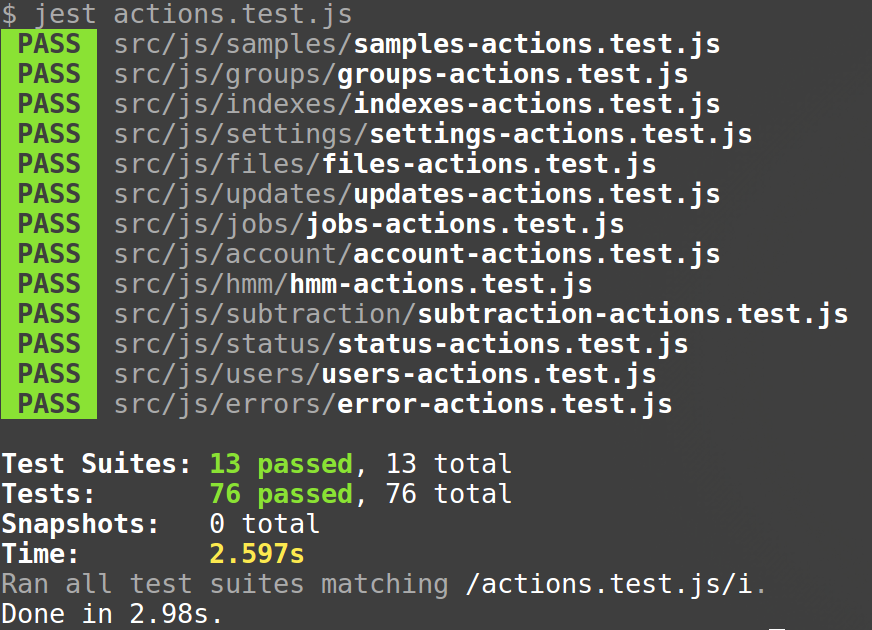 $ jest actions.test.js
PASS src/js/samples/samples-actions.test.js
PASS src/js/groups/groups-actions.test.js
PASS src/js/indexes/indexes-actions.test.js
PASS src/js/settings/settings-actions.test.js
PASS src/js/files/files-actions.test.js
PASS src/js/updates/updates-actions.test.js
PASS src/js/jobs/jobs-actions.test.js
PASS src/js/account/account-actions.test.js
PASS src/js/hmm/hmm-actions.test.js
PASS src/js/subtraction/subtraction-actions.test.js
PASS src/js/status/status-actions.test.js
PASS src/js/users/users-actions.test.js
PASS src/js/errors/error-actions.test.js
Test Suites: 13 passed, 13 total
Tests: 76 passed, 76 total
Snapshots: 0 total
Time: 2.597s
Ran all test suites matching /actions.test.js/i.
Done in 2.98s.